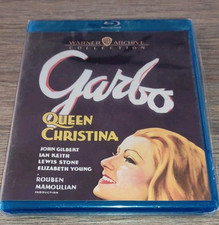 WARNER ARCHIVE
COLLECTION
Garbo
QUEEN
CHRISTINA
JOHN GILBERT
IAN KEITH
LEWIS STONE
ELIZABETH YOUNG
A
ROUBEN
MAMOULIAN
PRODUCTION